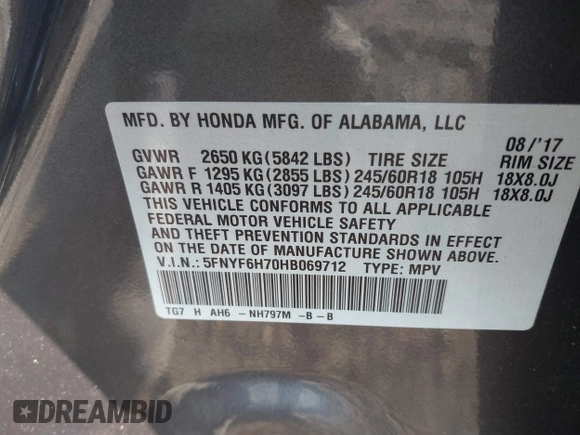 MFD. BY HONDA MFG. OF ALABAMA, LLC
08/'17
GVWR 2650 KG (5842 LBS) TIRE SIZE RIM SIZE
GAWR F 1295 KG (2855 LBS) 245/60R18 105H 18X8.0J
GAWR R 1405 KG (3097 LBS) 245/60R18 105H 18X8.0J
THIS VEHICLE CONFORMS TO ALL APPLICABLE
FEDERAL MOTOR VEHICLE SAFETY
AND THEFT PREVENTION STANDARDS IN EFFECT
ON THE DATE OF MANUFACTURE SHOWN ABOVE.
V.I.N.: 5FNYF6H70HB069712 TYPE: MPV
TG7 H AH6 -NH797M -B-B
DREAMBID